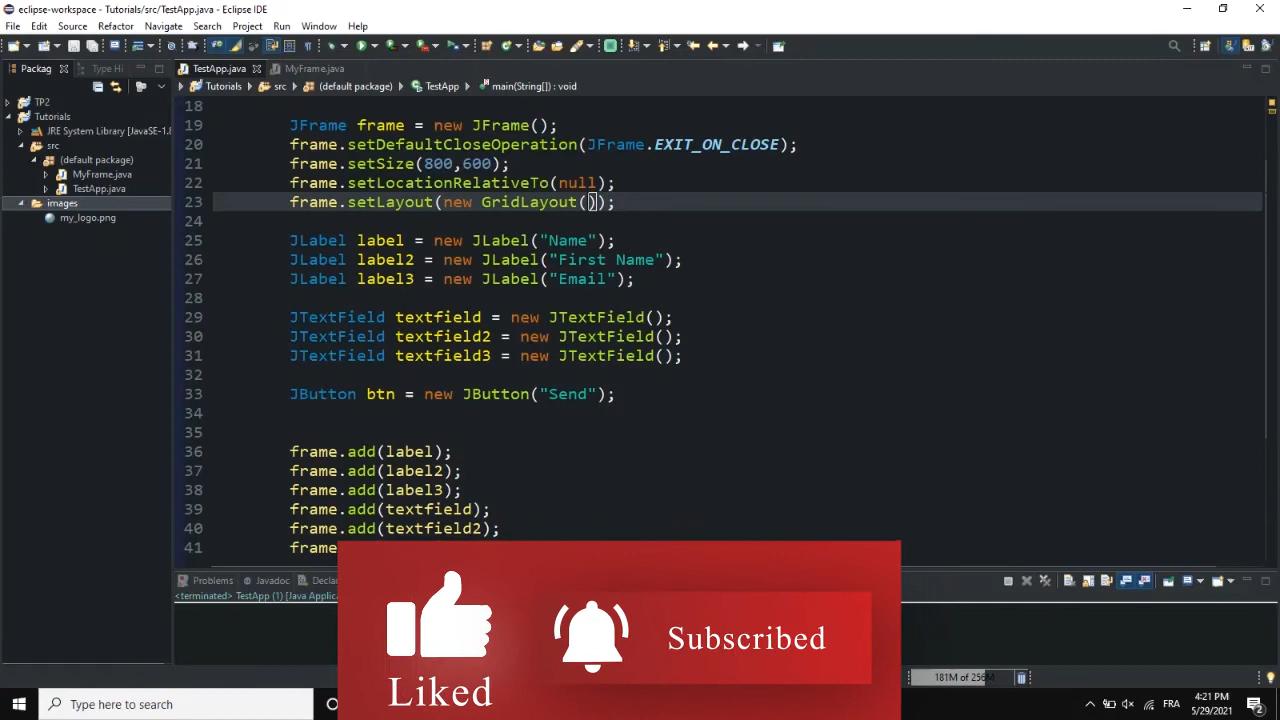 eclipse-workspace - Tutorials/src/TestApp.java - Eclipse IDE
File Edit Source Refactor Navigate Search Project Run Window Help
Packag Type Hi
TestApp.java MyFrame.java
Tutorials src (default package) TestApp main(String[]) : void
TP2
Tutorials
JRE System Library [JavaSE-1.8
src
(default package)
MyFrame.java
TestApp.java
images
my_logo.png
18
19 JFrame frame = new JFrame();
20 frame.setDefaultCloseOperation(JFrame.EXIT_ON_CLOSE);
21 frame.setSize(800,600);
22 frame.setLocationRelativeTo(null);
23 frame.setLayout(new GridLayout());
24
25 JLabel label = new JLabel("Name");
26 JLabel label2 = new JLabel("First Name");
27 JLabel label3 = new JLabel("Email");
28
29 JTextField textfield = new JTextField();
30 JTextField textfield2 = new JTextField();
31 JTextField textfield3 = new JTextField();
32
33 JButton btn = new JButton("Send");
34
35
36 frame.add(label);
37 frame.add(label2);
38 frame.add(label3);
39 frame.add(textfield);
40 frame.add(textfield2);
41 frame
Problems Javadoc Declar
<terminated> TestApp (1) [Java Applic
Liked
Subscribed
181M of 256M
Type here to search
FRA
4:21 PM
5/29/2021
2